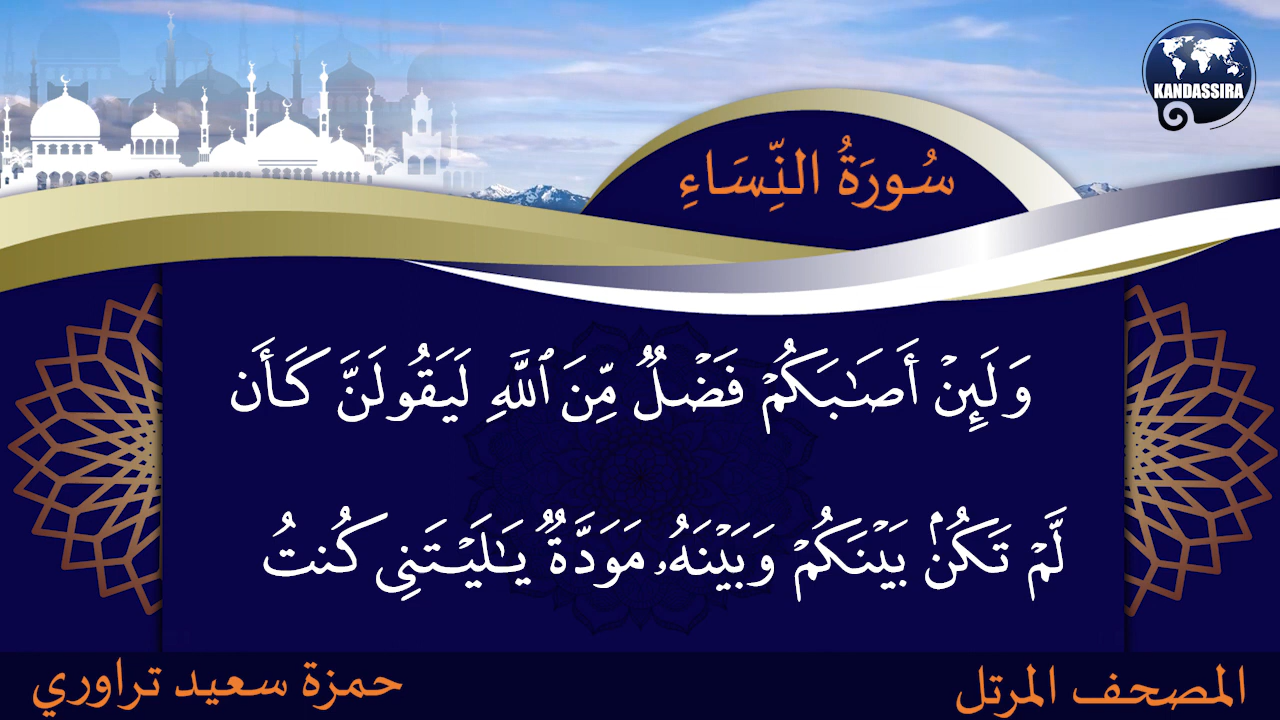 KANDASSIRA
سُورَةُ النِّسَاءِ
وَلَئِنۡ أَصَـٰبَكُمۡ فَضۡلٌ مِّنَ ٱللَّهِ لَيَقُولَنَّ كَأَن
لَّمۡ تَكُنۢ بَيۡنَكُمۡ وَبَيۡنَهُۥ مَوَدَّةٌ يَـٰلَيۡتَنِى كُنتُ
المصحف المرتل
حمزة سعيد تراوري